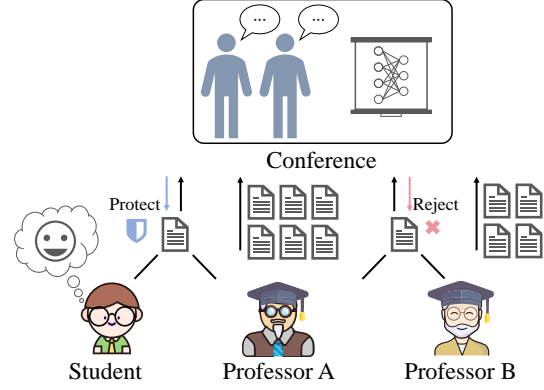 ...
...
Conference
Protect
Reject
Student
Professor A
Professor B